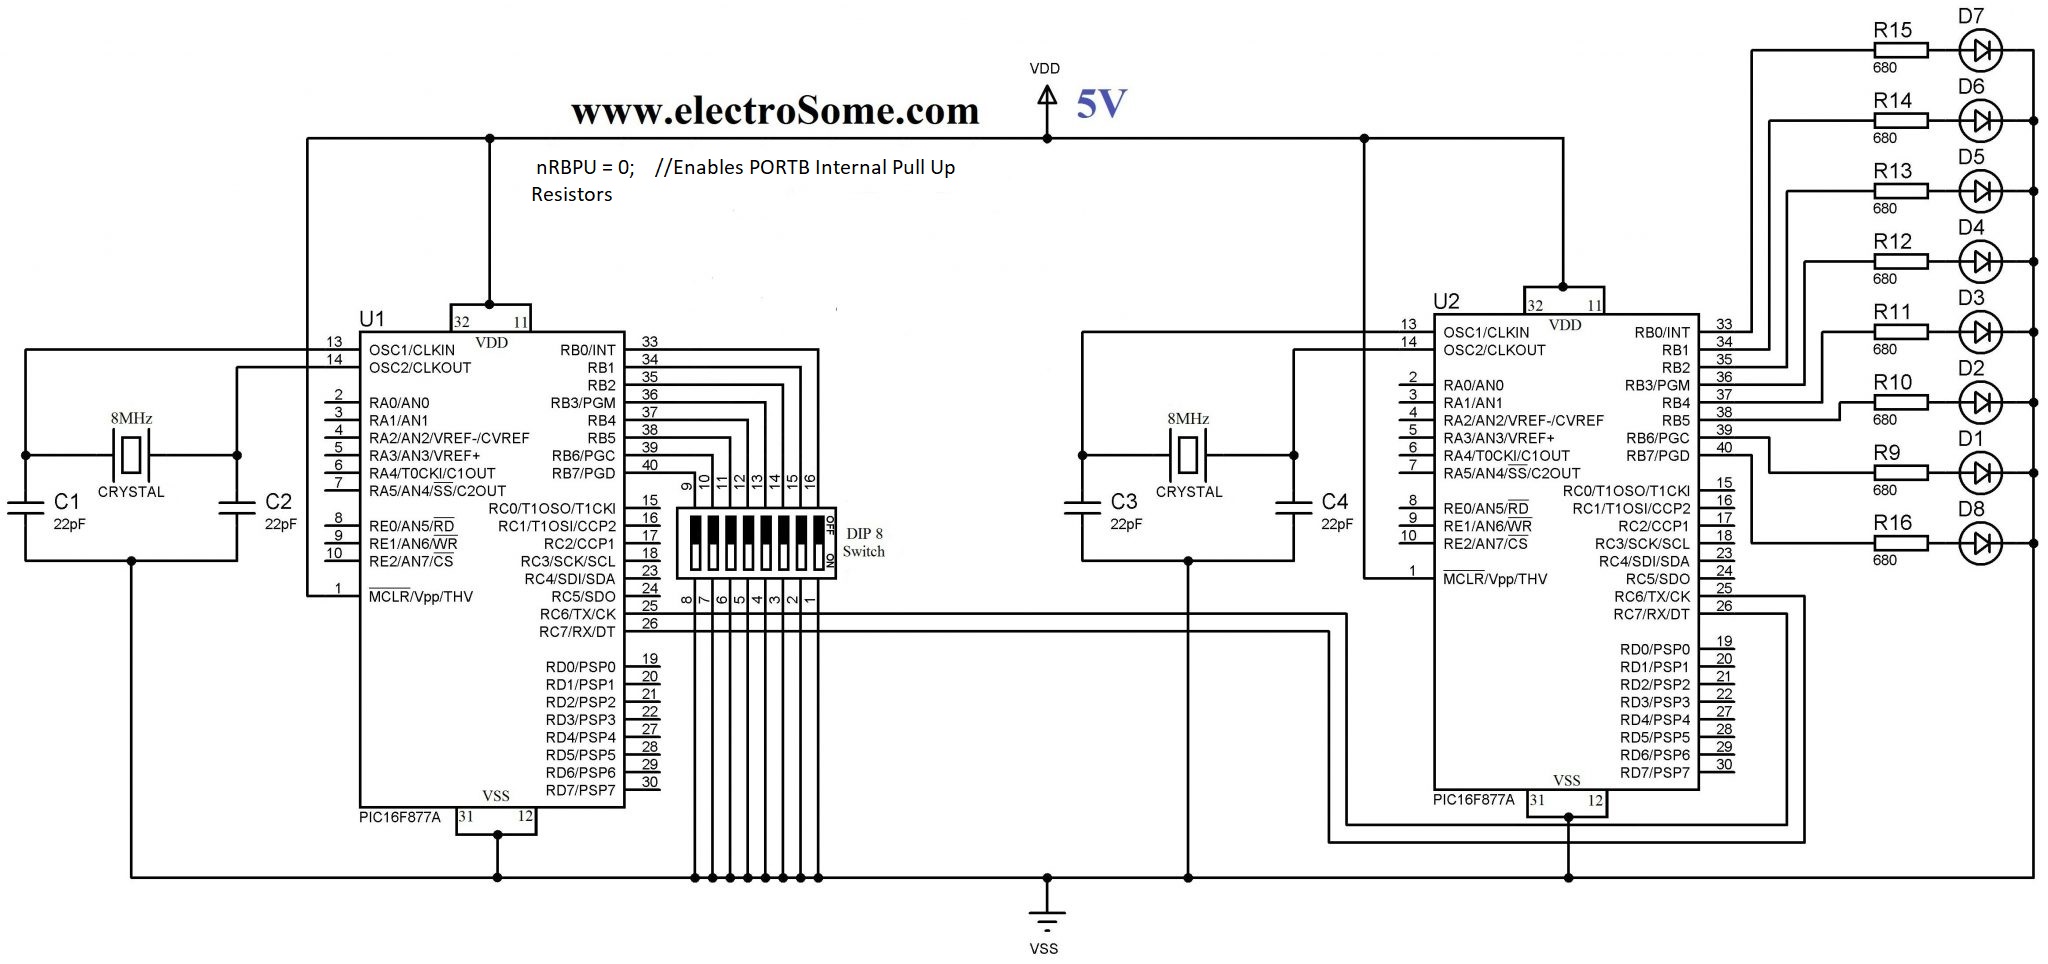 www.electroSome.com
VDD
5V
nRBPU = 0;    //Enables PORTB Internal Pull Up
Resistors
U1
32 11
VDD
13 OSC1/CLKIN
14 OSC2/CLKOUT
2 RA0/AN0
3 RA1/AN1
4 RA2/AN2/VREF-/CVREF
5 RA3/AN3/VREF+
6 RA4/T0CKI/C1OUT
7 RA5/AN4/SS/C2OUT
8 RE0/AN5/RD
9 RE1/AN6/WR
10 RE2/AN7/CS
1 MCLR/Vpp/THV
RB0/INT 33
RB1 34
RB2 35
RB3/PGM 36
RB4 37
RB5 38
RB6/PGC 39
RB7/PGD 40
RC0/T1OSO/T1CKI 15
RC1/T1OSI/CCP2 16
RC2/CCP1 17
RC3/SCK/SCL 18
RC4/SDI/SDA 23
RC5/SDO 24
RC6/TX/CK 25
RC7/RX/DT 26
RD0/PSP0 19
RD1/PSP1 20
RD2/PSP2 21
RD3/PSP3 22
RD4/PSP4 27
RD5/PSP5 28
RD6/PSP6 29
RD7/PSP7 30
VSS
31 12
PIC16F877A
8MHz
CRYSTAL
C1
22pF
C2
22pF
9 10 11 12 13 14 15 16
OFF
ON
DIP 8
Switch
8 7 6 5 4 3 2 1
8MHz
CRYSTAL
C3
22pF
C4
22pF
U2
32 11
VDD
13 OSC1/CLKIN
14 OSC2/CLKOUT
2 RA0/AN0
3 RA1/AN1
4 RA2/AN2/VREF-/CVREF
5 RA3/AN3/VREF+
6 RA4/T0CKI/C1OUT
7 RA5/AN4/SS/C2OUT
8 RE0/AN5/RD
9 RE1/AN6/WR
10 RE2/AN7/CS
1 MCLR/Vpp/THV
RB0/INT 33
RB1 34
RB2 35
RB3/PGM 36
RB4 37
RB5 38
RB6/PGC 39
RB7/PGD 40
RC0/T1OSO/T1CKI 15
RC1/T1OSI/CCP2 16
RC2/CCP1 17
RC3/SCK/SCL 18
RC4/SDI/SDA 23
RC5/SDO 24
RC6/TX/CK 25
RC7/RX/DT 26
RD0/PSP0 19
RD1/PSP1 20
RD2/PSP2 21
RD3/PSP3 22
RD4/PSP4 27
RD5/PSP5 28
RD6/PSP6 29
RD7/PSP7 30
VSS
31 12
PIC16F877A
R15 D7
680
R14 D6
680
R13 D5
680
R12 D4
680
R11 D3
680
R10 D2
680
R9 D1
680
R16 D8
680
VSS